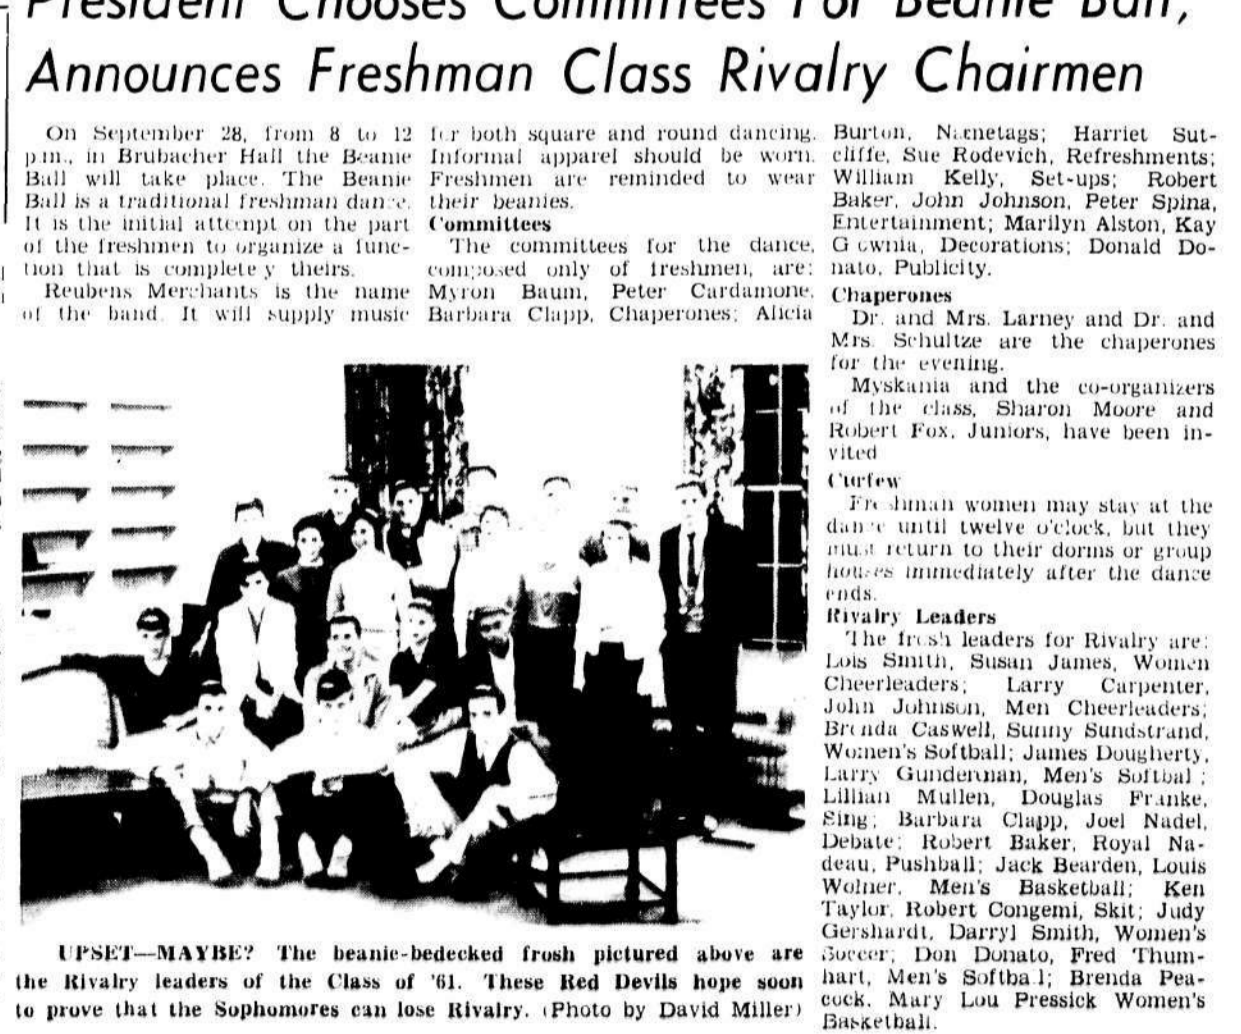 President Chooses Committees For Beanie Ball,
Announces Freshman Class Rivalry Chairmen
On September 28, from 8 to 12
p.m., in Brubacher Hall the Beanie
Ball will take place. The Beanie
Ball is a traditional freshman dance.
It is the initial attempt on the part
of the freshmen to organize a func-
tion that is complete y theirs.
Reubens Merchants is the name
of the band. It will supply music
for both square and round dancing.
Informal apparel should be worn.
Freshmen are reminded to wear
their beanies.
Committees
The committees for the dance,
composed only of freshmen, are:
Myron Baum, Peter Cardamone,
Barbara Clapp, Chaperones; Alicia
Burton, Nametags; Harriet Sut-
cliffe, Sue Rodevich, Refreshments;
William Kelly, Set-ups; Robert
Baker, John Johnson, Peter Spina,
Entertainment; Marilyn Alston, Kay
Gownia, Decorations; Donald Do-
nato, Publicity.
Chaperones
Dr. and Mrs. Larney and Dr. and
Mrs. Schultze are the chaperones
for the evening.
Myskania and the co-organizers
of the class, Sharon Moore and
Robert Fox, Juniors, have been in-
vited
Curfew
Freshman women may stay at the
dance until twelve o'clock, but they
must return to their dorms or group
houses immediately after the dance
ends.
Rivalry Leaders
The frosh leaders for Rivalry are:
Lois Smith, Susan James, Women
Cheerleaders; Larry Carpenter,
John Johnson, Men Cheerleaders;
Brenda Caswell, Sunny Sundstrand,
Women's Softball; James Dougherty,
Larry Gunderman, Men's Softbal ;
Lillian Mullen, Douglas Franke,
Sing; Barbara Clapp, Joel Nadel,
Debate; Robert Baker, Royal Na-
deau, Pushball; Jack Bearden, Louis
Wolner, Men's Basketball; Ken
Taylor, Robert Congemi, Skit; Judy
Gershardt, Darryl Smith, Women's
Soccer; Don Donato, Fred Thum-
hart, Men's Softba l; Brenda Pea-
cock, Mary Lou Pressick Women's
Basketball.
UPSET—MAYBE? The beanie-bedecked frosh pictured above are
the Rivalry leaders of the Class of '61. These Red Devils hope soon
to prove that the Sophomores can lose Rivalry. (Photo by David Miller)